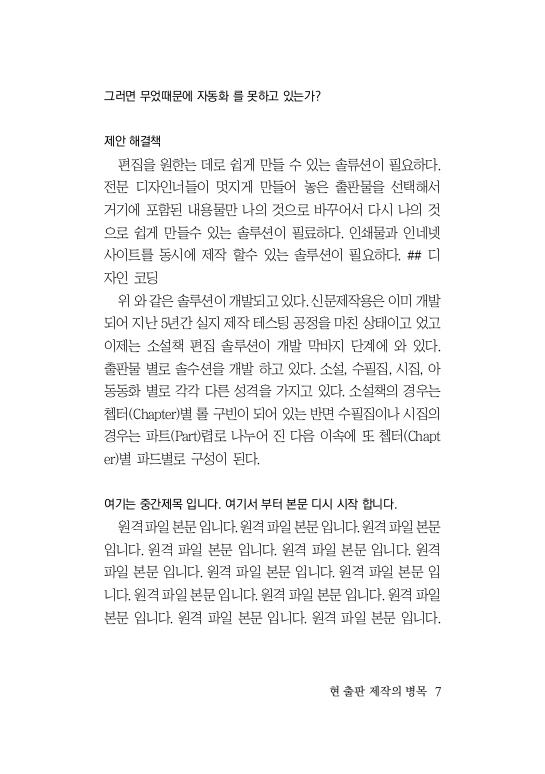 그러면 무었때문에 자동화 를 못하고 있는가?
제안 해결책
편집을 원한는 데로 쉽게 만들 수 있는 솔류션이 필요하다.
전문 디자인너들이 멋지게 만들어 놓은 출판물을 선택해서
거기에 포함된 내용물만 나의 것으로 바꾸어서 다시 나의 것
으로 쉽게 만들수 있는 솔루션이 필료하다. 인쇄물과 인네넷
사이트를 동시에 제작 할수 있는 솔루션이 필요하다. ## 디
자인 코딩
위 와 같은 솔루션이 개발되고 있다. 신문제작용은 이미 개발
되어 지난 5년간 실지 제작 테스팅 공정을 마친 상태이고 었고
이제는 소설책 편집 솔루션이 개발 막바지 단계에 와 있다.
출판물 별로 솔수션을 개발 하고 있다. 소설, 수필집, 시집, 아
동동화 별로 각각 다른 성격을 가지고 있다. 소설책의 경우는
쳅터(Chapter)별 롤 구빈이 되어 있는 반면 수필집이나 시집의
경우는 파트(Part)렵로 나누어 진 다음 이속에 또 쳅터(Chapt
er)별 파드별로 구성이 된다.
여기는 중간제목 입니다. 여기서 부터 본문 디시 시작 합니다.
원격 파일 본문 입니다. 원격 파일 본문 입니다. 원격 파일 본문
입니다. 원격 파일 본문 입니다. 원격 파일 본문 입니다. 원격
파일 본문 입니다. 원격 파일 본문 입니다. 원격 파일 본문 입
니다. 원격 파일 본문 입니다. 원격 파일 본문 입니다. 원격 파일
본문 입니다. 원격 파일 본문 입니다. 원격 파일 본문 입니다.
현 출판 제작의 병목 7